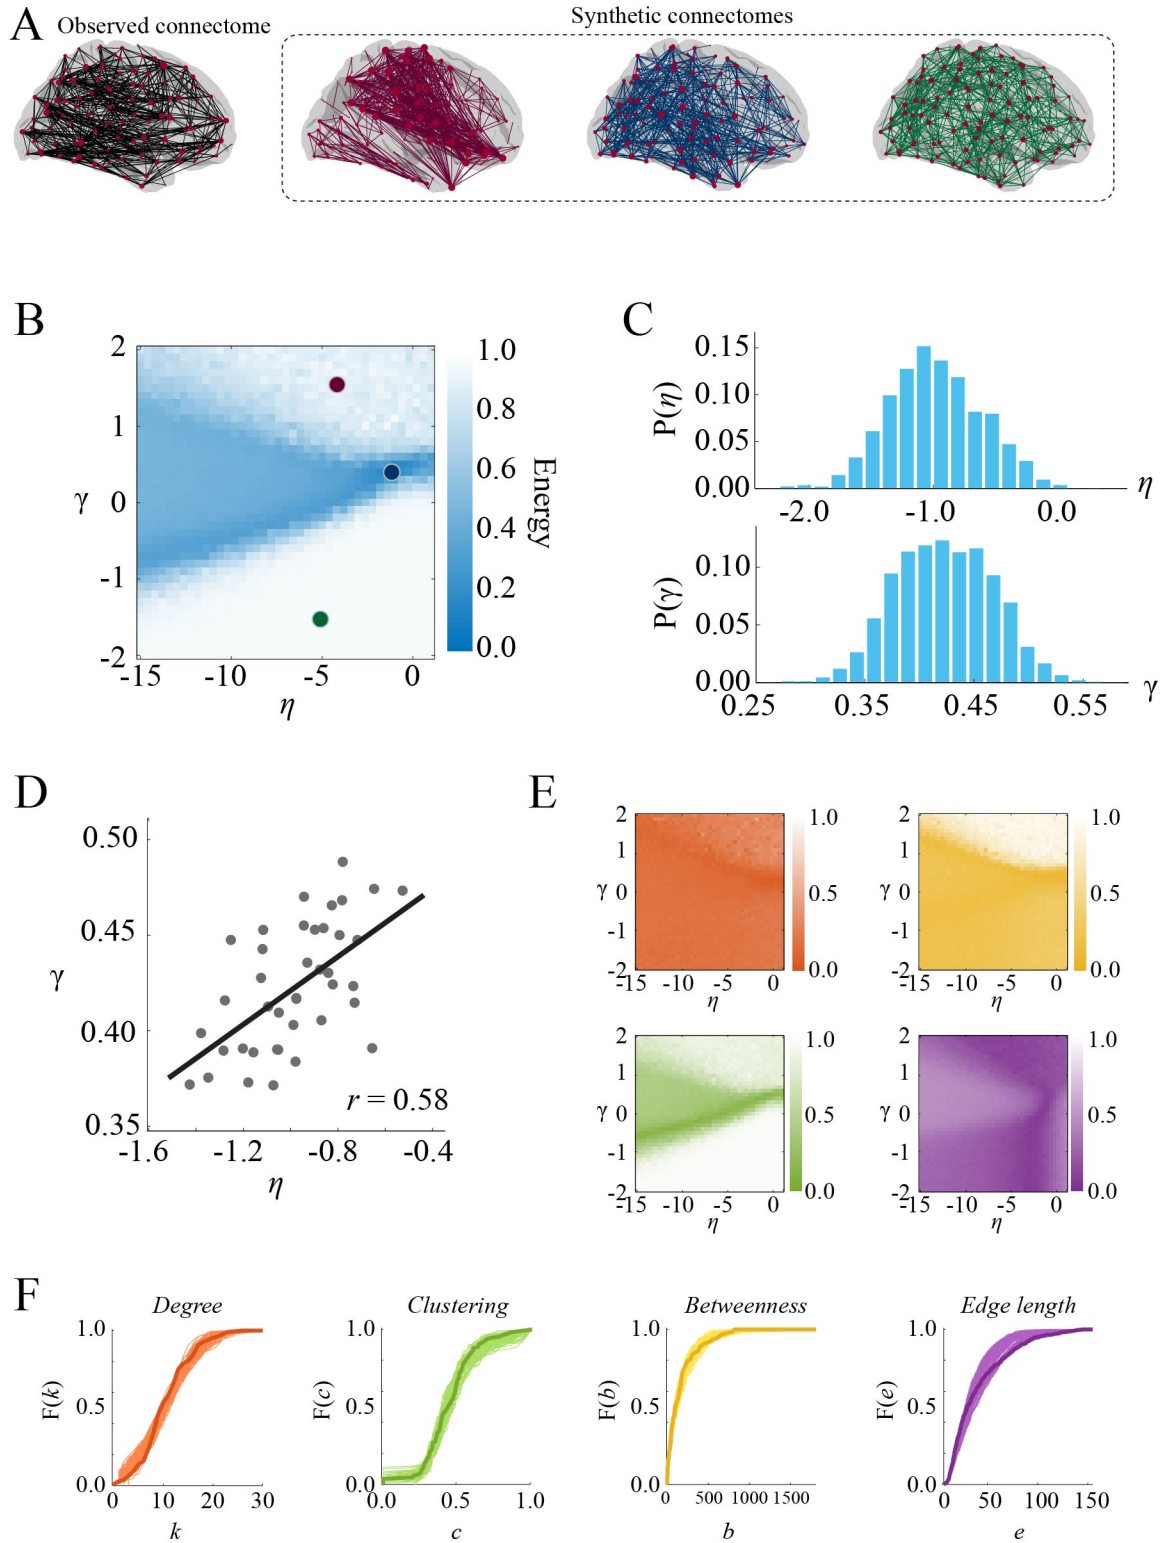 A
Observed connectome
Synthetic connectomes
B
2
1
γ
0
-1
-2
-15
-10
-5
0
η
1.0
0.8
0.6
0.4
0.2
0.0
Energy
C
0.15
0.10
0.05
0.00
P(η)
-2.0
-1.0
0.0
η
0.10
0.05
0.00
P(γ)
0.25
0.35
0.45
0.55
γ
D
0.50
0.45
γ
0.40
0.35
r = 0.58
-1.6
-1.2
-0.8
-0.4
η
E
2
1
γ 0
-1
-2
-15 -10 -5 0
η
1.0
0.5
0.0
2
1
γ 0
-1
-2
-15 -10 -5 0
η
1.0
0.5
0.0
2
1
γ 0
-1
-2
-15 -10 -5 0
η
1.0
0.5
0.0
2
1
γ 0
-1
-2
-15 -10 -5 0
η
1.0
0.5
0.0
F
Degree
1.0
0.5
0.0
F(k)
0 10 20 30
k
Clustering
1.0
0.5
0.0
F(c)
0.0 0.5 1.0
c
Betweenness
1.0
0.5
0.0
F(b)
0 500 1000 1500
b
Edge length
1.0
0.5
0.0
F(e)
0 50 100 150
e